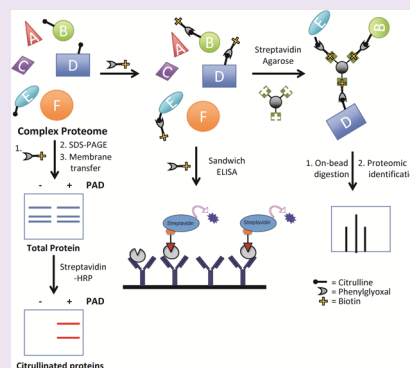 A
B
C
D
E
F
Complex Proteome
1.
2. SDS-PAGE
3. Membrane
transfer
- + PAD
Total Protein
Streptavidin
-HRP
- + PAD
Citrullinated proteins
A
B
C
D
E
F
Sandwich
ELISA
Streptavidin
Streptavidin
Streptavidin
Agarose
E
B
D
1. On-bead
digestion
2. Proteomic
identificati
= Citrulline
= Phenylglyoxal
= Biotin